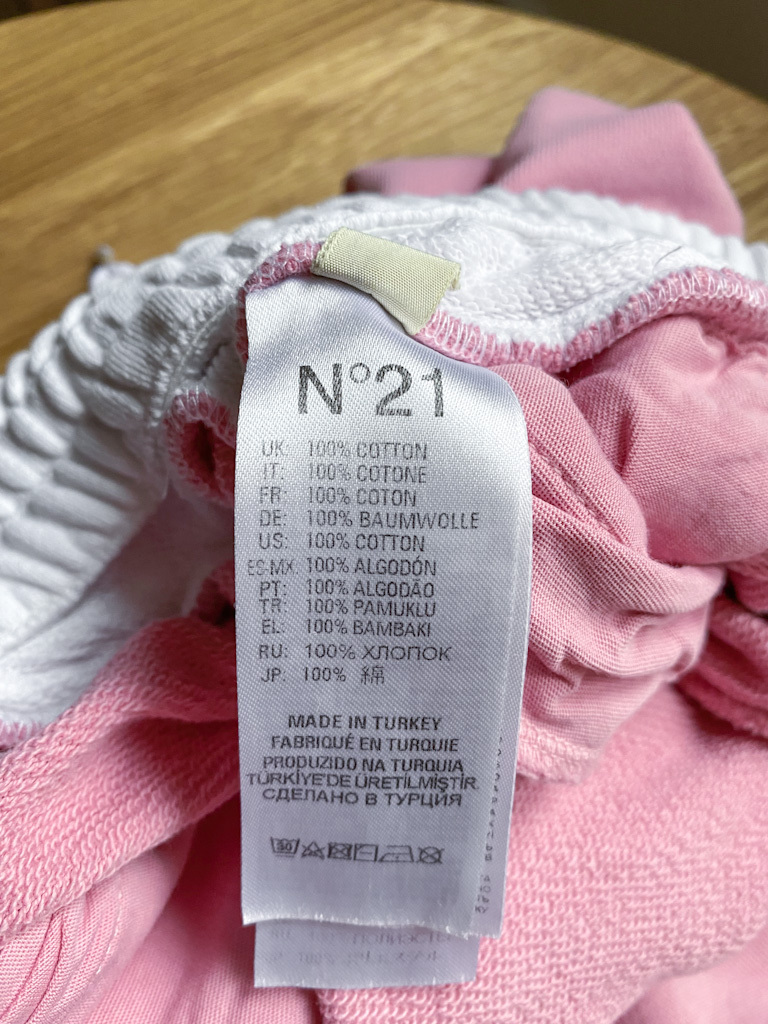 N°21
UK: 100% COTTON
IT: 100% COTONE
FR: 100% COTON
DE: 100% BAUMWOLLE
US: 100% COTTON
ES-MX: 100% ALGODÓN
PT: 100% ALGODÃO
TR: 100% PAMUKLU
EL: 100% BAMBAKI
RU: 100% ХЛОПОК
JP: 100% 綿
MADE IN TURKEY
FABRIQUÉ EN TURQUIE
PRODUZIDO NA TURQUIA
TÜRKİYE'DE ÜRETİLMİŞTİR
СДЕЛАНО В ТУРЦИЯ